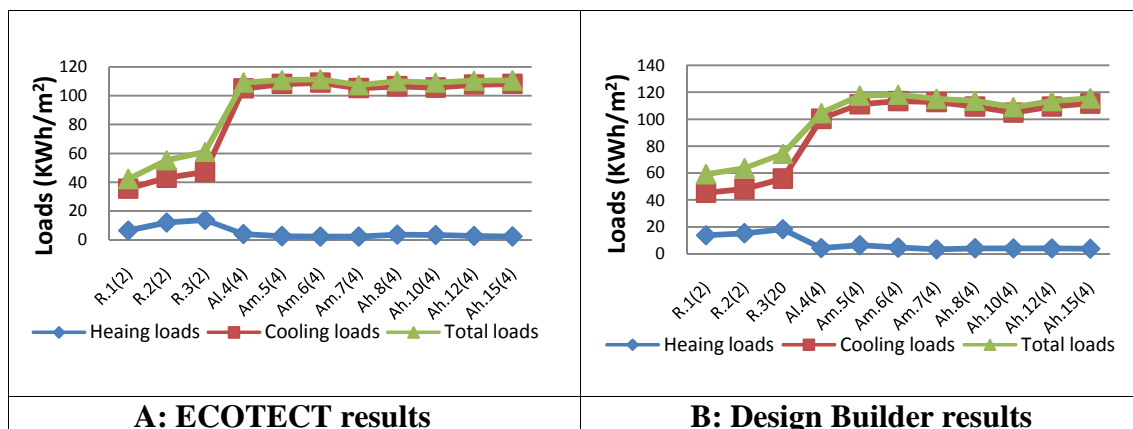 Loads (KWh/m²)
120
100
80
60
40
20
0
R.1(2)
R.2(2)
R.3(2)
Al.4(4)
Am.5(4)
Am.6(4)
Am.7(4)
Ah.8(4)
Ah.10(4)
Ah.12(4)
Ah.15(4)
Heaing loads
Cooling loads
Total loads
A: ECOTECT results
Loads (KWh/m²)
140
120
100
80
60
40
20
0
R.1(2)
R.2(2)
R.3(20
Al.4(4)
Am.5(4)
Am.6(4)
Am.7(4)
Ah.8(4)
Ah.10(4)
Ah.12(4)
Ah.15(4)
Heaing loads
Cooling loads
Total loads
B: Design Builder results